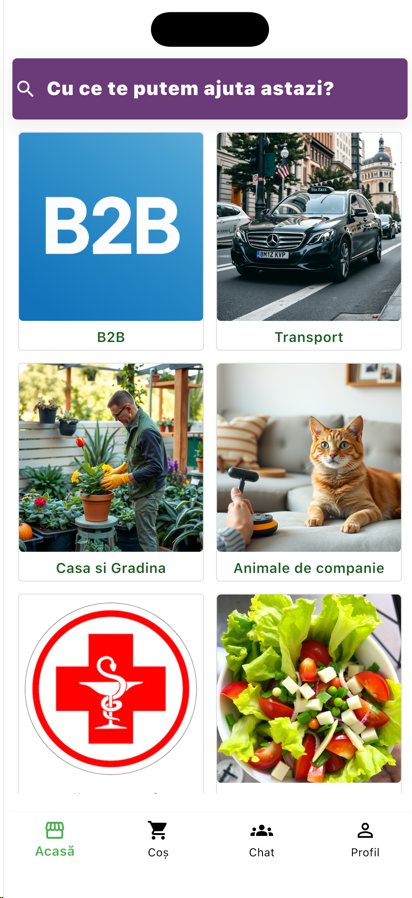 Cu ce te putem ajuta astazi?
B2B
B2B
Transport
Casa si Gradina
Animale de companie
Acasă
Coș
Chat
Profil